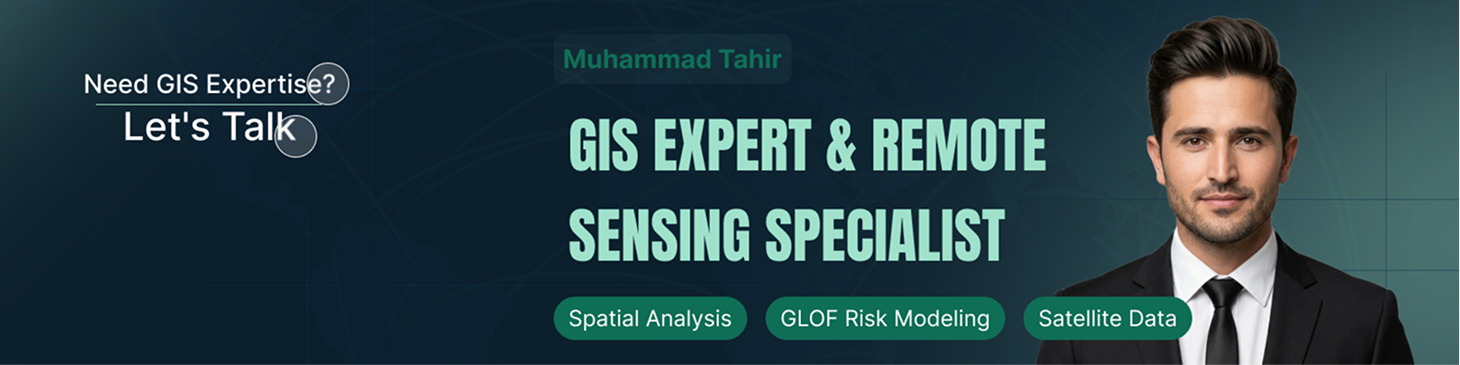 Need GIS Expertise?
Let's Talk
Muhammad Tahir
GIS EXPERT & REMOTE
SENSING SPECIALIST
Spatial Analysis
GLOF Risk Modeling
Satellite Data